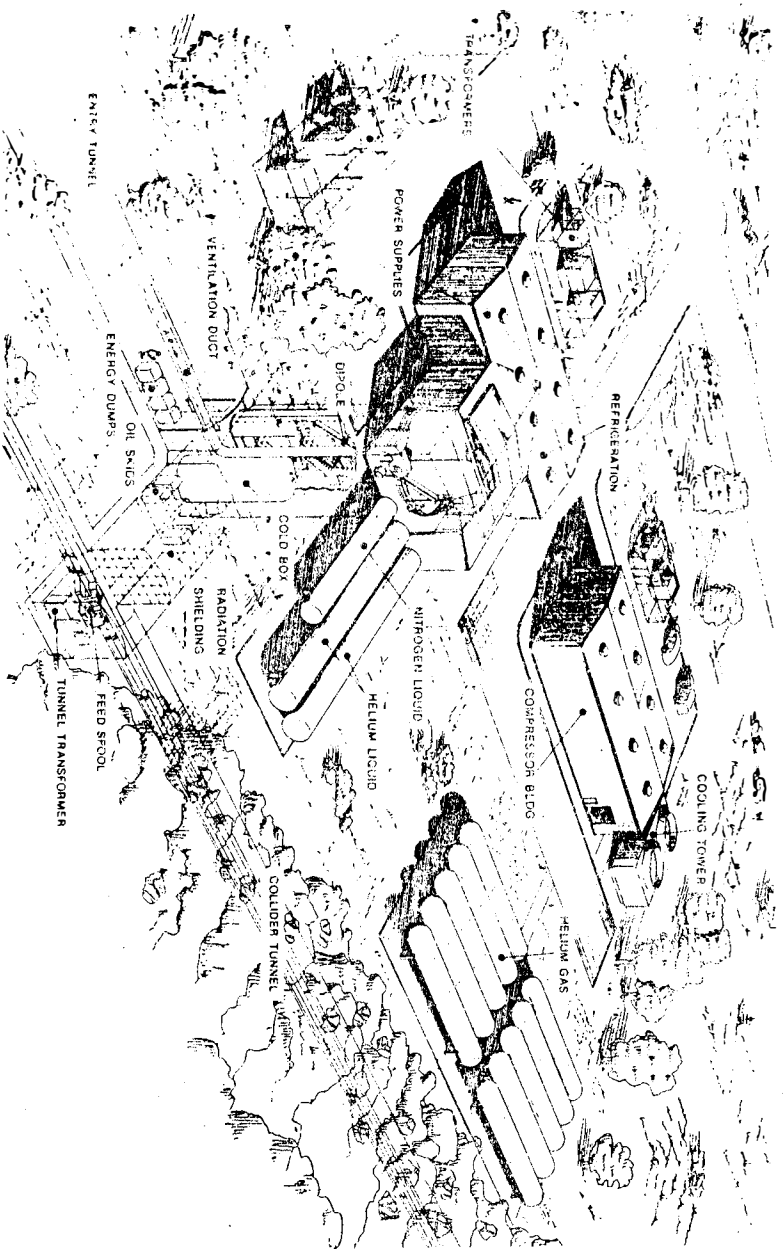 TRANSFORMERS
REFRIGERATION
COOLING TOWER
POWER SUPPLIES
COMPRESSOR BLDG
HELIUM GAS
DIPOLE
NITROGEN LIQUID
HELIUM LIQUID
VENTILATION DUCT
COLD BOX
ENTRY TUNNEL
ENERGY DUMPS
OIL SKIDS
RADIATION
SHIELDING
COLLIDER TUNNEL
FEED SPOOL
TUNNEL TRANSFORMER